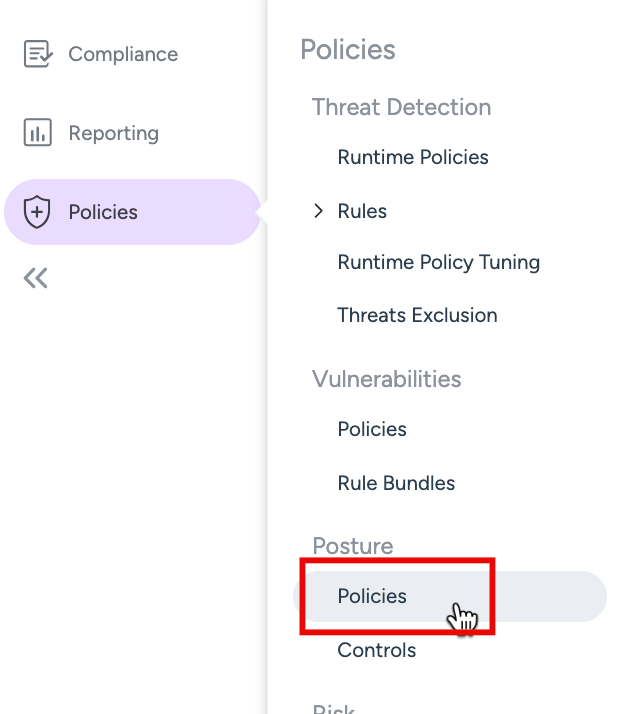 Compliance
Reporting
Policies
Policies
Threat Detection
Runtime Policies
Rules
Runtime Policy Tuning
Threats Exclusion
Vulnerabilities
Policies
Rule Bundles
Posture
Policies
Controls
Risk